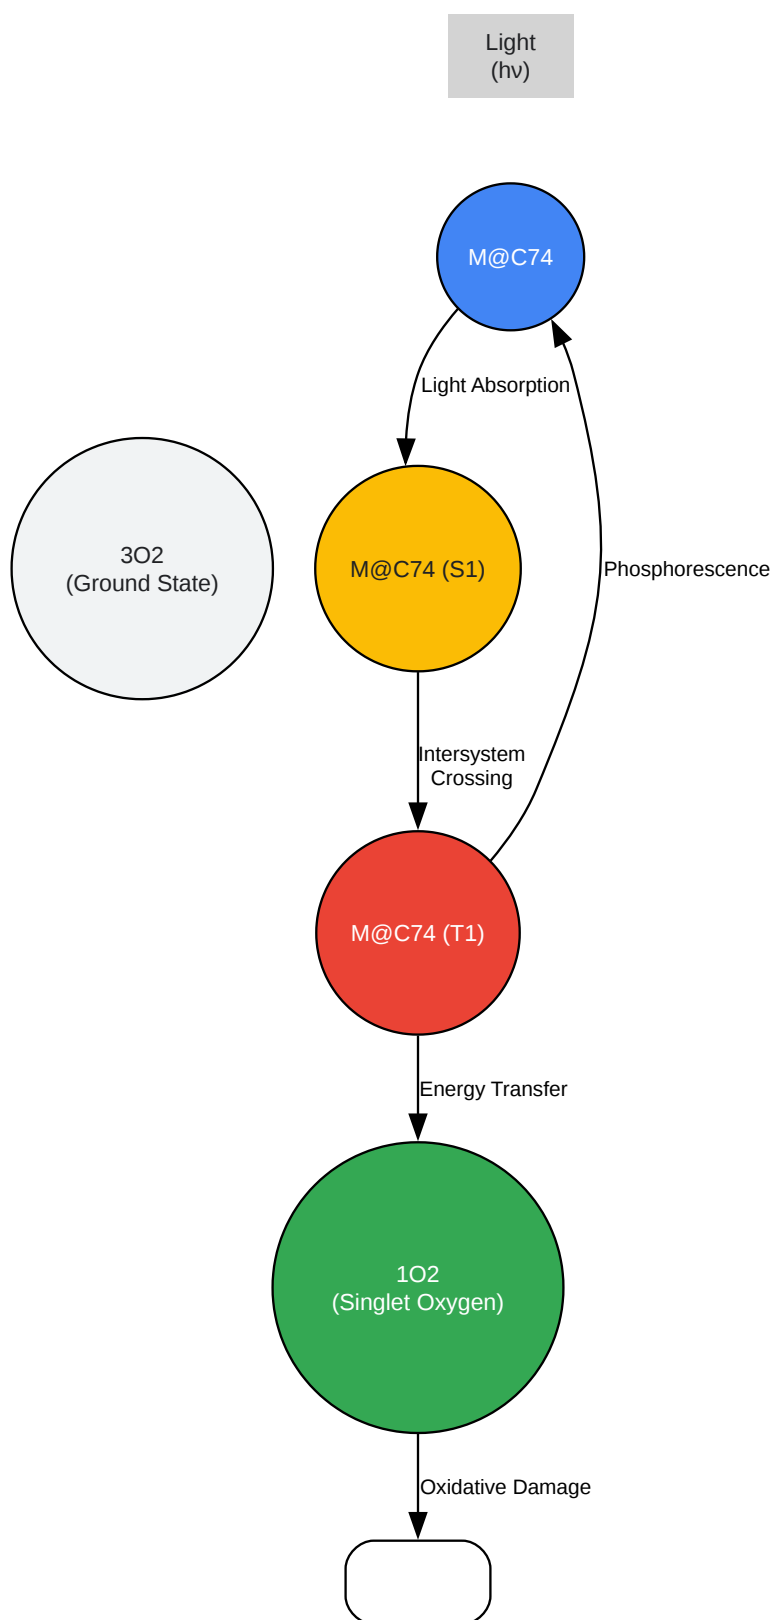 Light
(hν)
M@C74
Light Absorption
3O2
(Ground State)
M@C74 (S1)
Phosphorescence
Intersystem
Crossing
M@C74 (T1)
Energy Transfer
1O2
(Singlet Oxygen)
Oxidative Damage